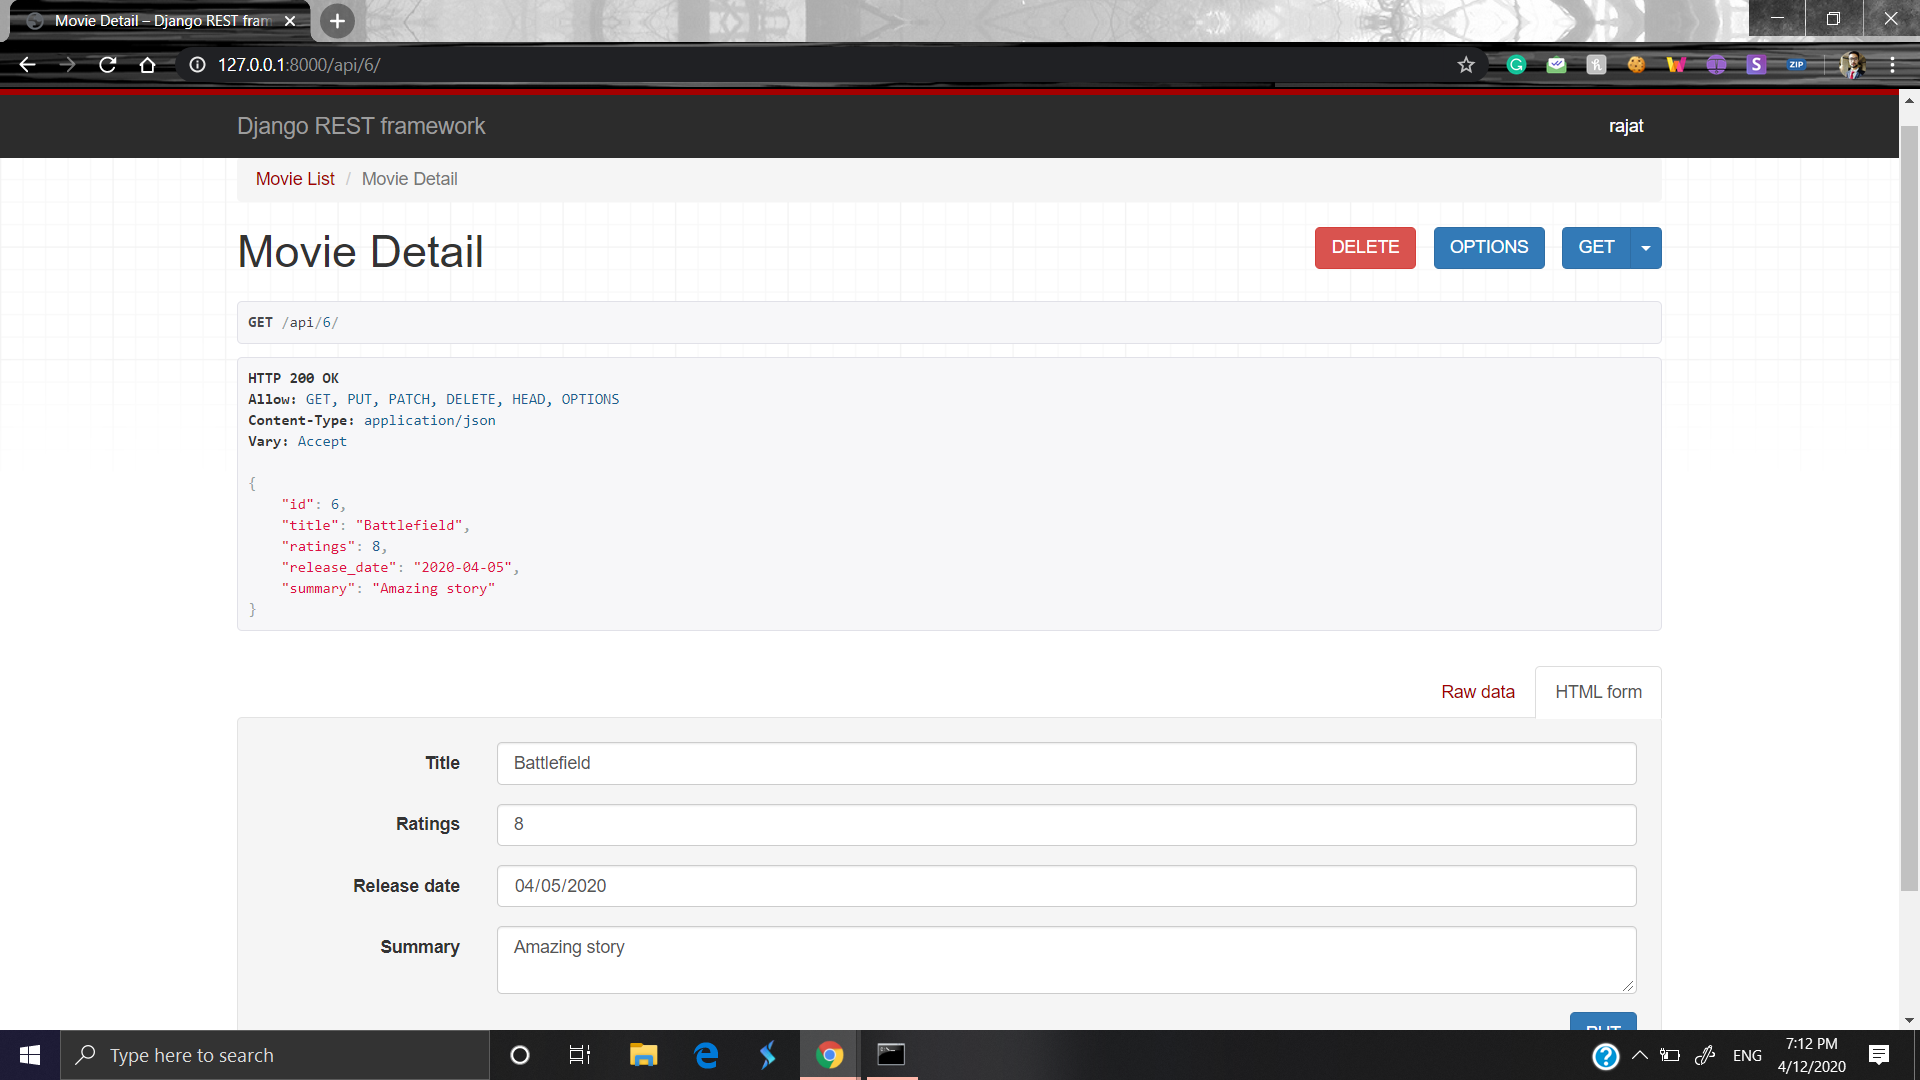 Movie Detail – Django REST fram
127.0.0.1:8000/api/6/
ZIP
Django REST framework
rajat
Movie List / Movie Detail
Movie Detail
DELETE
OPTIONS
GET
GET /api/6/
HTTP 200 OK
Allow: GET, PUT, PATCH, DELETE, HEAD, OPTIONS
Content-Type: application/json
Vary: Accept
{
"id": 6,
"title": "Battlefield",
"ratings": 8,
"release_date": "2020-04-05",
"summary": "Amazing story"
}
Raw data
HTML form
Title
Battlefield
Ratings
8
Release date
04/05/2020
Summary
Amazing story
PUT
Type here to search
ENG
7:12 PM
4/12/2020